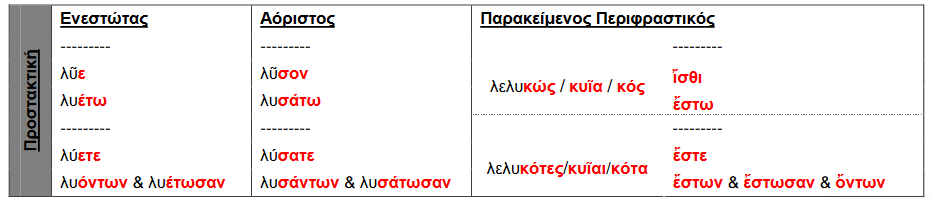 Προστακτική
Ενεστώτας Αόριστος Παρακείμενος Περιφραστικός
--------- --------- ---------
λῦε λῦσον λελυκώς / κυῖα / κός ἴσθι
λυέτω λυσάτω ἔστω
--------- --------- ---------
λύετε λύσατε λελυκότες/κυῖαι/κότα ἔστε
λυόντων & λυέτωσαν λυσάντων & λυσάτωσαν ἔστων & ἔστωσαν & ὄντων